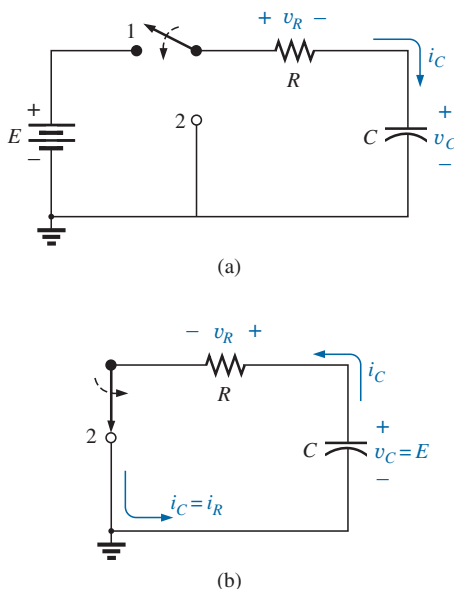 + v_R −
1
R
i_C
+
E
−
2
C
+
v_C
−
(a)
− v_R +
R
i_C
2
C
+
v_C = E
−
i_C = i_R
(b)